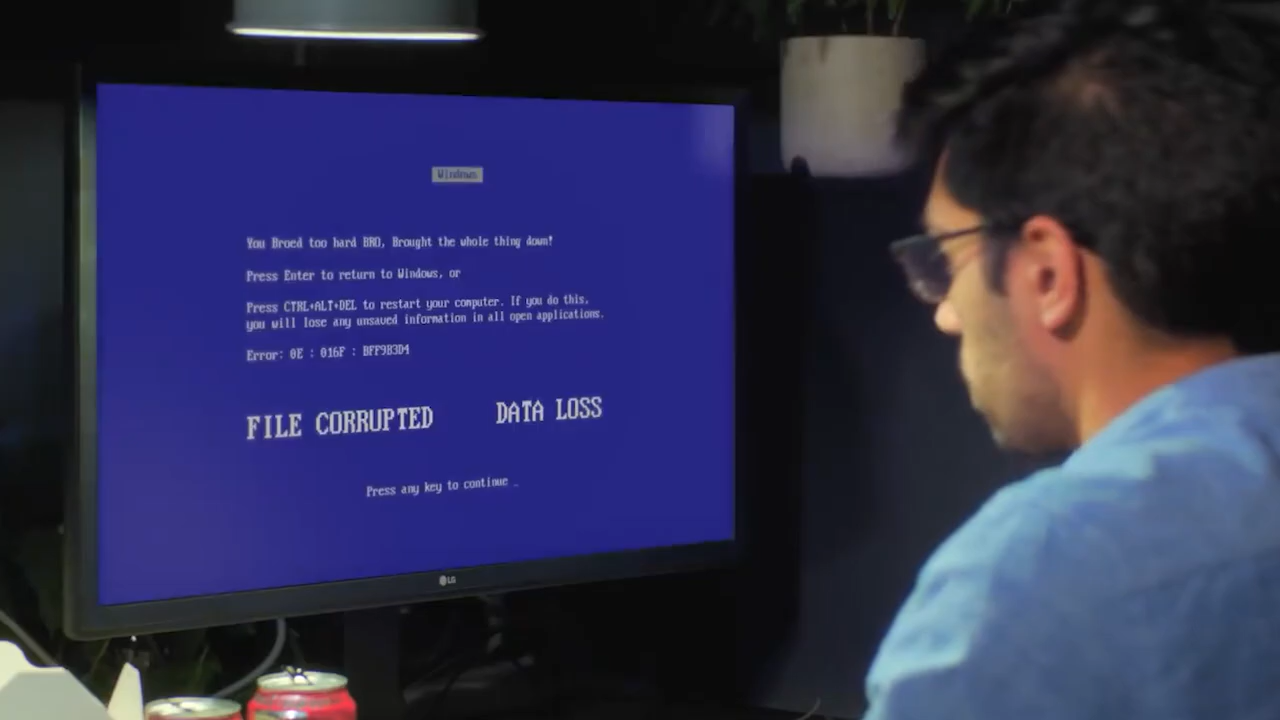 Windows
You Broed too hard BRO, Brought the whole thing down!
Press Enter to return to Windows, or
Press CTRL+ALT+DEL to restart your computer. If you do this,
you will lose any unsaved information in all open applications.
Error: 0E : 016F : BFF9B3D4
FILE CORRUPTED DATA LOSS
Press any key to continue _
LG